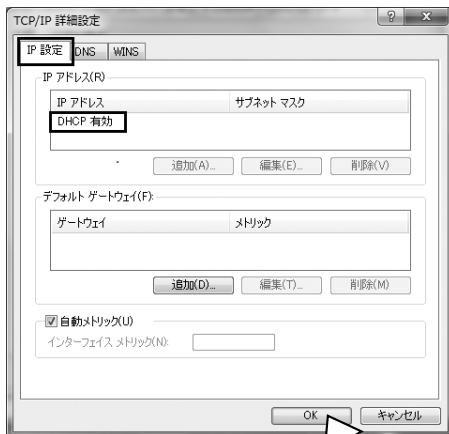 TCP/IP 詳細設定
IP 設定 DNS WINS
IP アドレス(R)
IP アドレス サブネット マスク
DHCP 有効
追加(A)... 編集(E)... 削除(V)
デフォルト ゲートウェイ(F):
ゲートウェイ メトリック
追加(D)... 編集(T)... 削除(M)
自動メトリック(U)
インターフェイス メトリック(N):
OK キャンセル